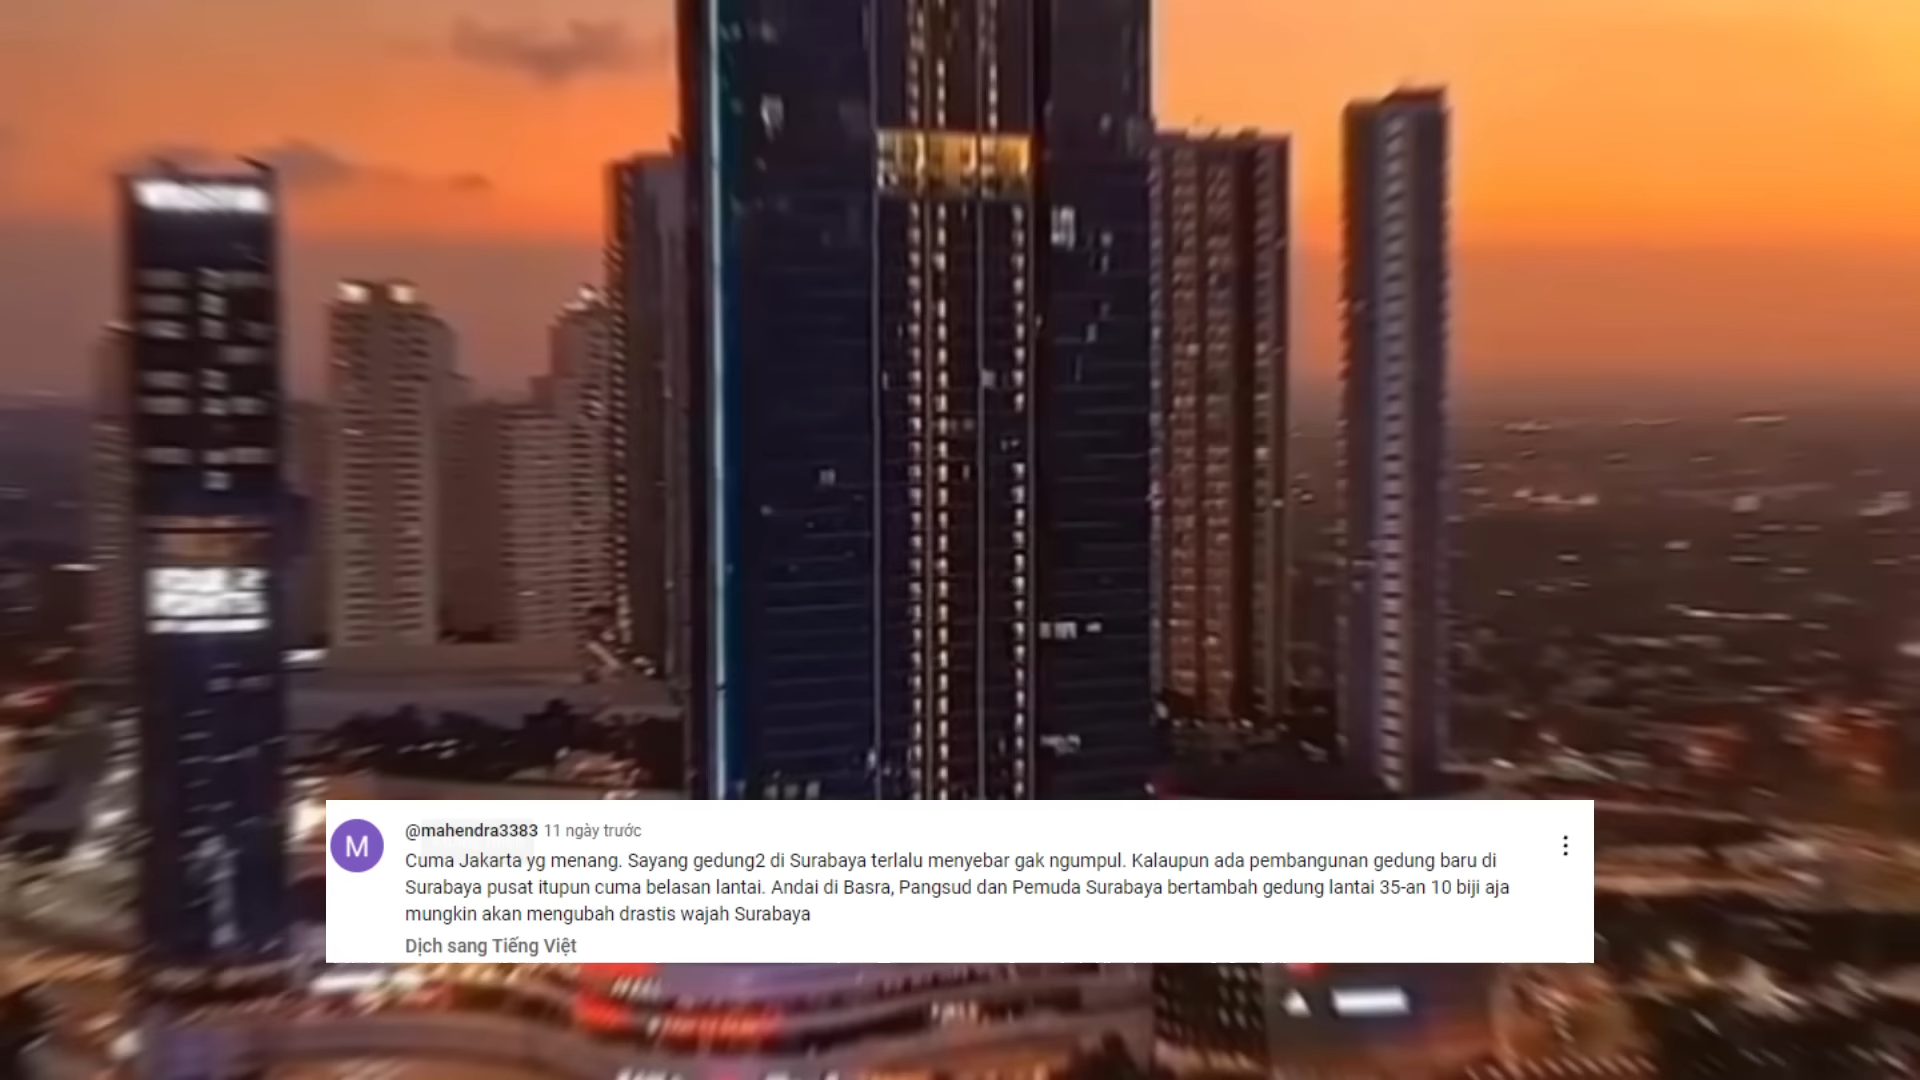 M
@mahendra3383 11 ngày trước
Cuma Jakarta yg menang. Sayang gedung2 di Surabaya terlalu menyebar gak ngumpul. Kalaupun ada pembangunan gedung baru di
Surabaya pusat itupun cuma belasan lantai. Andai di Basra, Pangsud dan Pemuda Surabaya bertambah gedung lantai 35-an 10 biji aja
mungkin akan mengubah drastis wajah Surabaya
Dịch sang Tiếng Việt